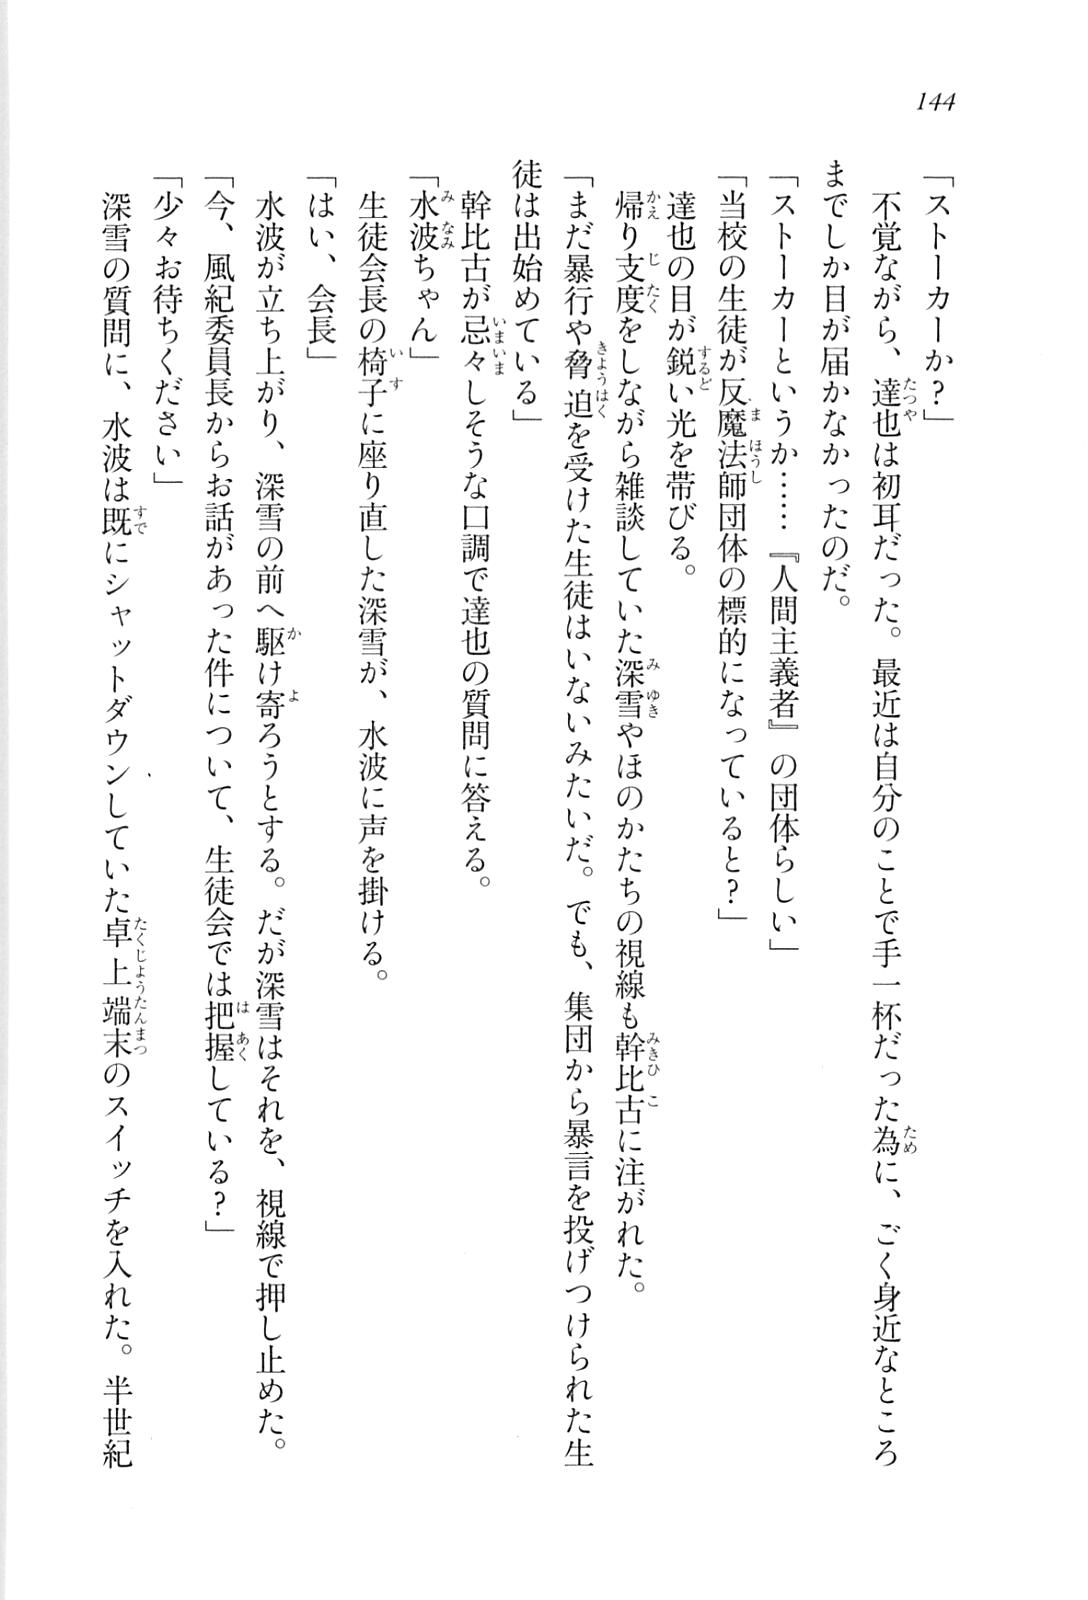 144
「ストーカーか？」
　不覚ながら、達也は初耳だった。最近は自分のことで手一杯だった為に、ごく身近なところ
までしか目が届かなかったのだ。
「ストーカーというか……『人間主義者』の団体らしい」
「当校の生徒が反魔法師団体の標的になっていると？」
　達也の目が鋭い光を帯びる。
　帰り支度をしながら雑談していた深雪やほのかたちの視線も幹比古に注がれた。
「まだ暴行や脅迫を受けた生徒はいないみたいだ。でも、集団から暴言を投げつけられた生
徒は出始めている」
　幹比古が忌々しそうな口調で達也の質問に答える。
「水波ちゃん」
　生徒会長の椅子に座り直した深雪が、水波に声を掛ける。
「はい、会長」
　水波が立ち上がり、深雪の前へ駆け寄ろうとする。だが深雪はそれを、視線で押し止めた。
「今、風紀委員長からお話があった件について、生徒会では把握している？」
「少々お待ちください」
　深雪の質問に、水波は既にシャットダウンしていた卓上端末のスイッチを入れた。半世紀